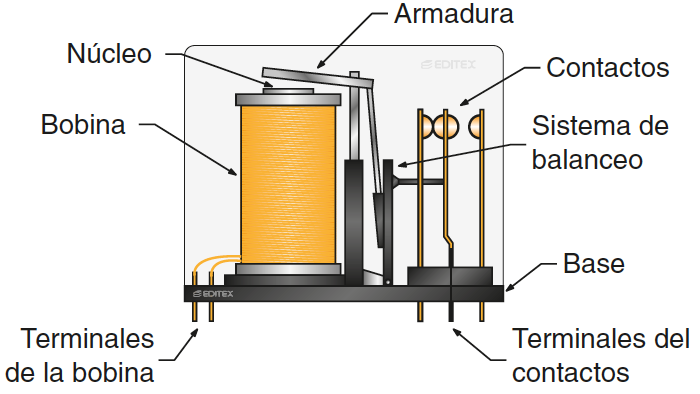 Armadura
Núcleo
EDITEX
Contactos
Bobina
Sistema de
balanceo
Base
EDITEX
Terminales
de la bobina
Terminales del
contactos